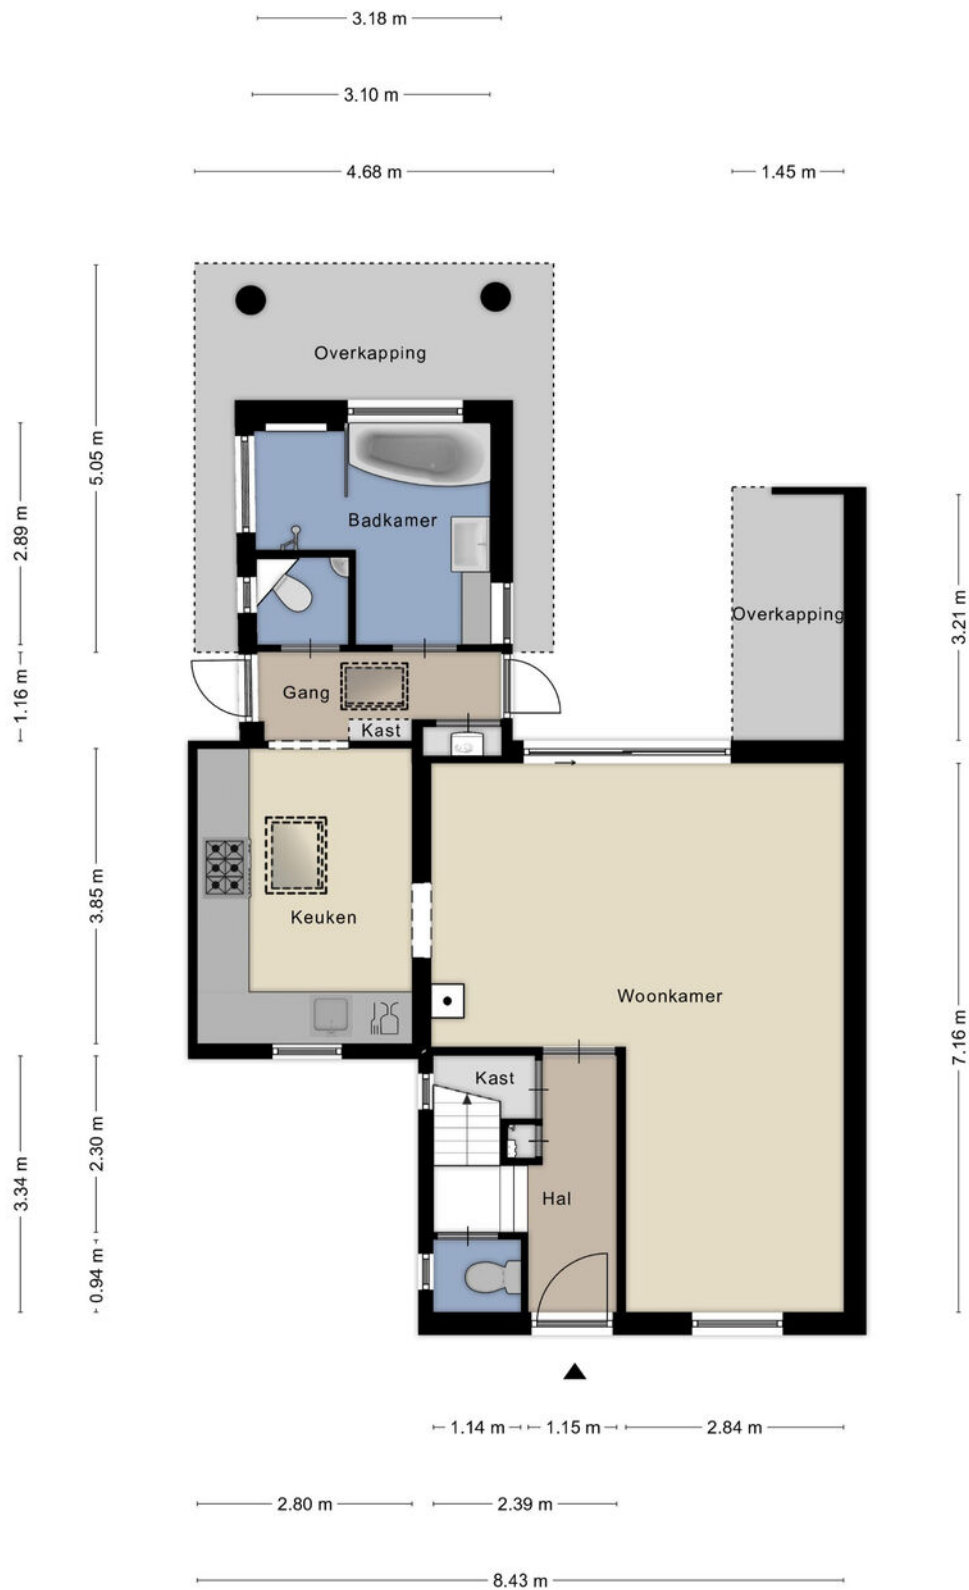 3.18 m
3.10 m
4.68 m
1.45 m
Overkapping
5.05 m
2.89 m
Badkamer
Overkapping
3.21 m
1.16 m
Gang
Kast
3.85 m
Keuken
Woonkamer
7.16 m
Kast
2.30 m
3.34 m
Hal
0.94 m
1.14 m
1.15 m
2.84 m
2.80 m
2.39 m
8.43 m